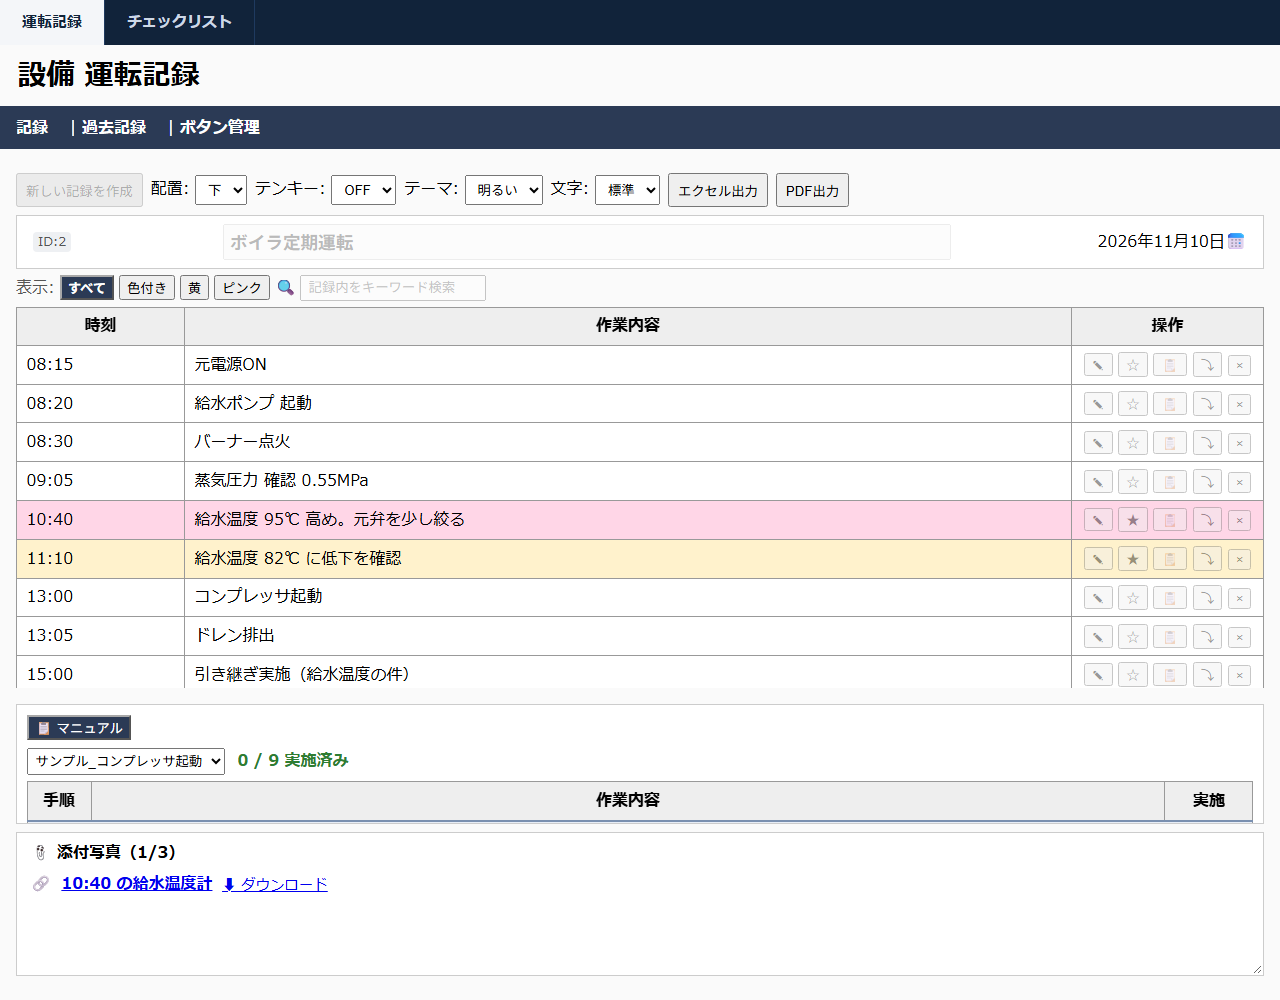 運転記録 チェックリスト
設備 運転記録
記録 | 過去記録 | ボタン管理
新しい記録を作成 配置: 下 テンキー: OFF テーマ: 明るい 文字: 標準 エクセル出力 PDF出力
ID:2 ボイラ定期運転 2026年11月10日
表示: すべて 色付き 黄 ピンク 記録内をキーワード検索
時刻 作業内容 操作
08:15 元電源ON
08:20 給水ポンプ 起動
08:30 バーナー点火
09:05 蒸気圧力 確認 0.55MPa
10:40 給水温度 95℃ 高め。元弁を少し絞る
11:10 給水温度 82℃ に低下を確認
13:00 コンプレッサ起動
13:05 ドレン排出
15:00 引き継ぎ実施（給水温度の件）
マニュアル
サンプル_コンプレッサ起動 0 / 9 実施済み
手順 作業内容 実施
添付写真（1/3）
10:40 の給水温度計 ⬇ ダウンロード